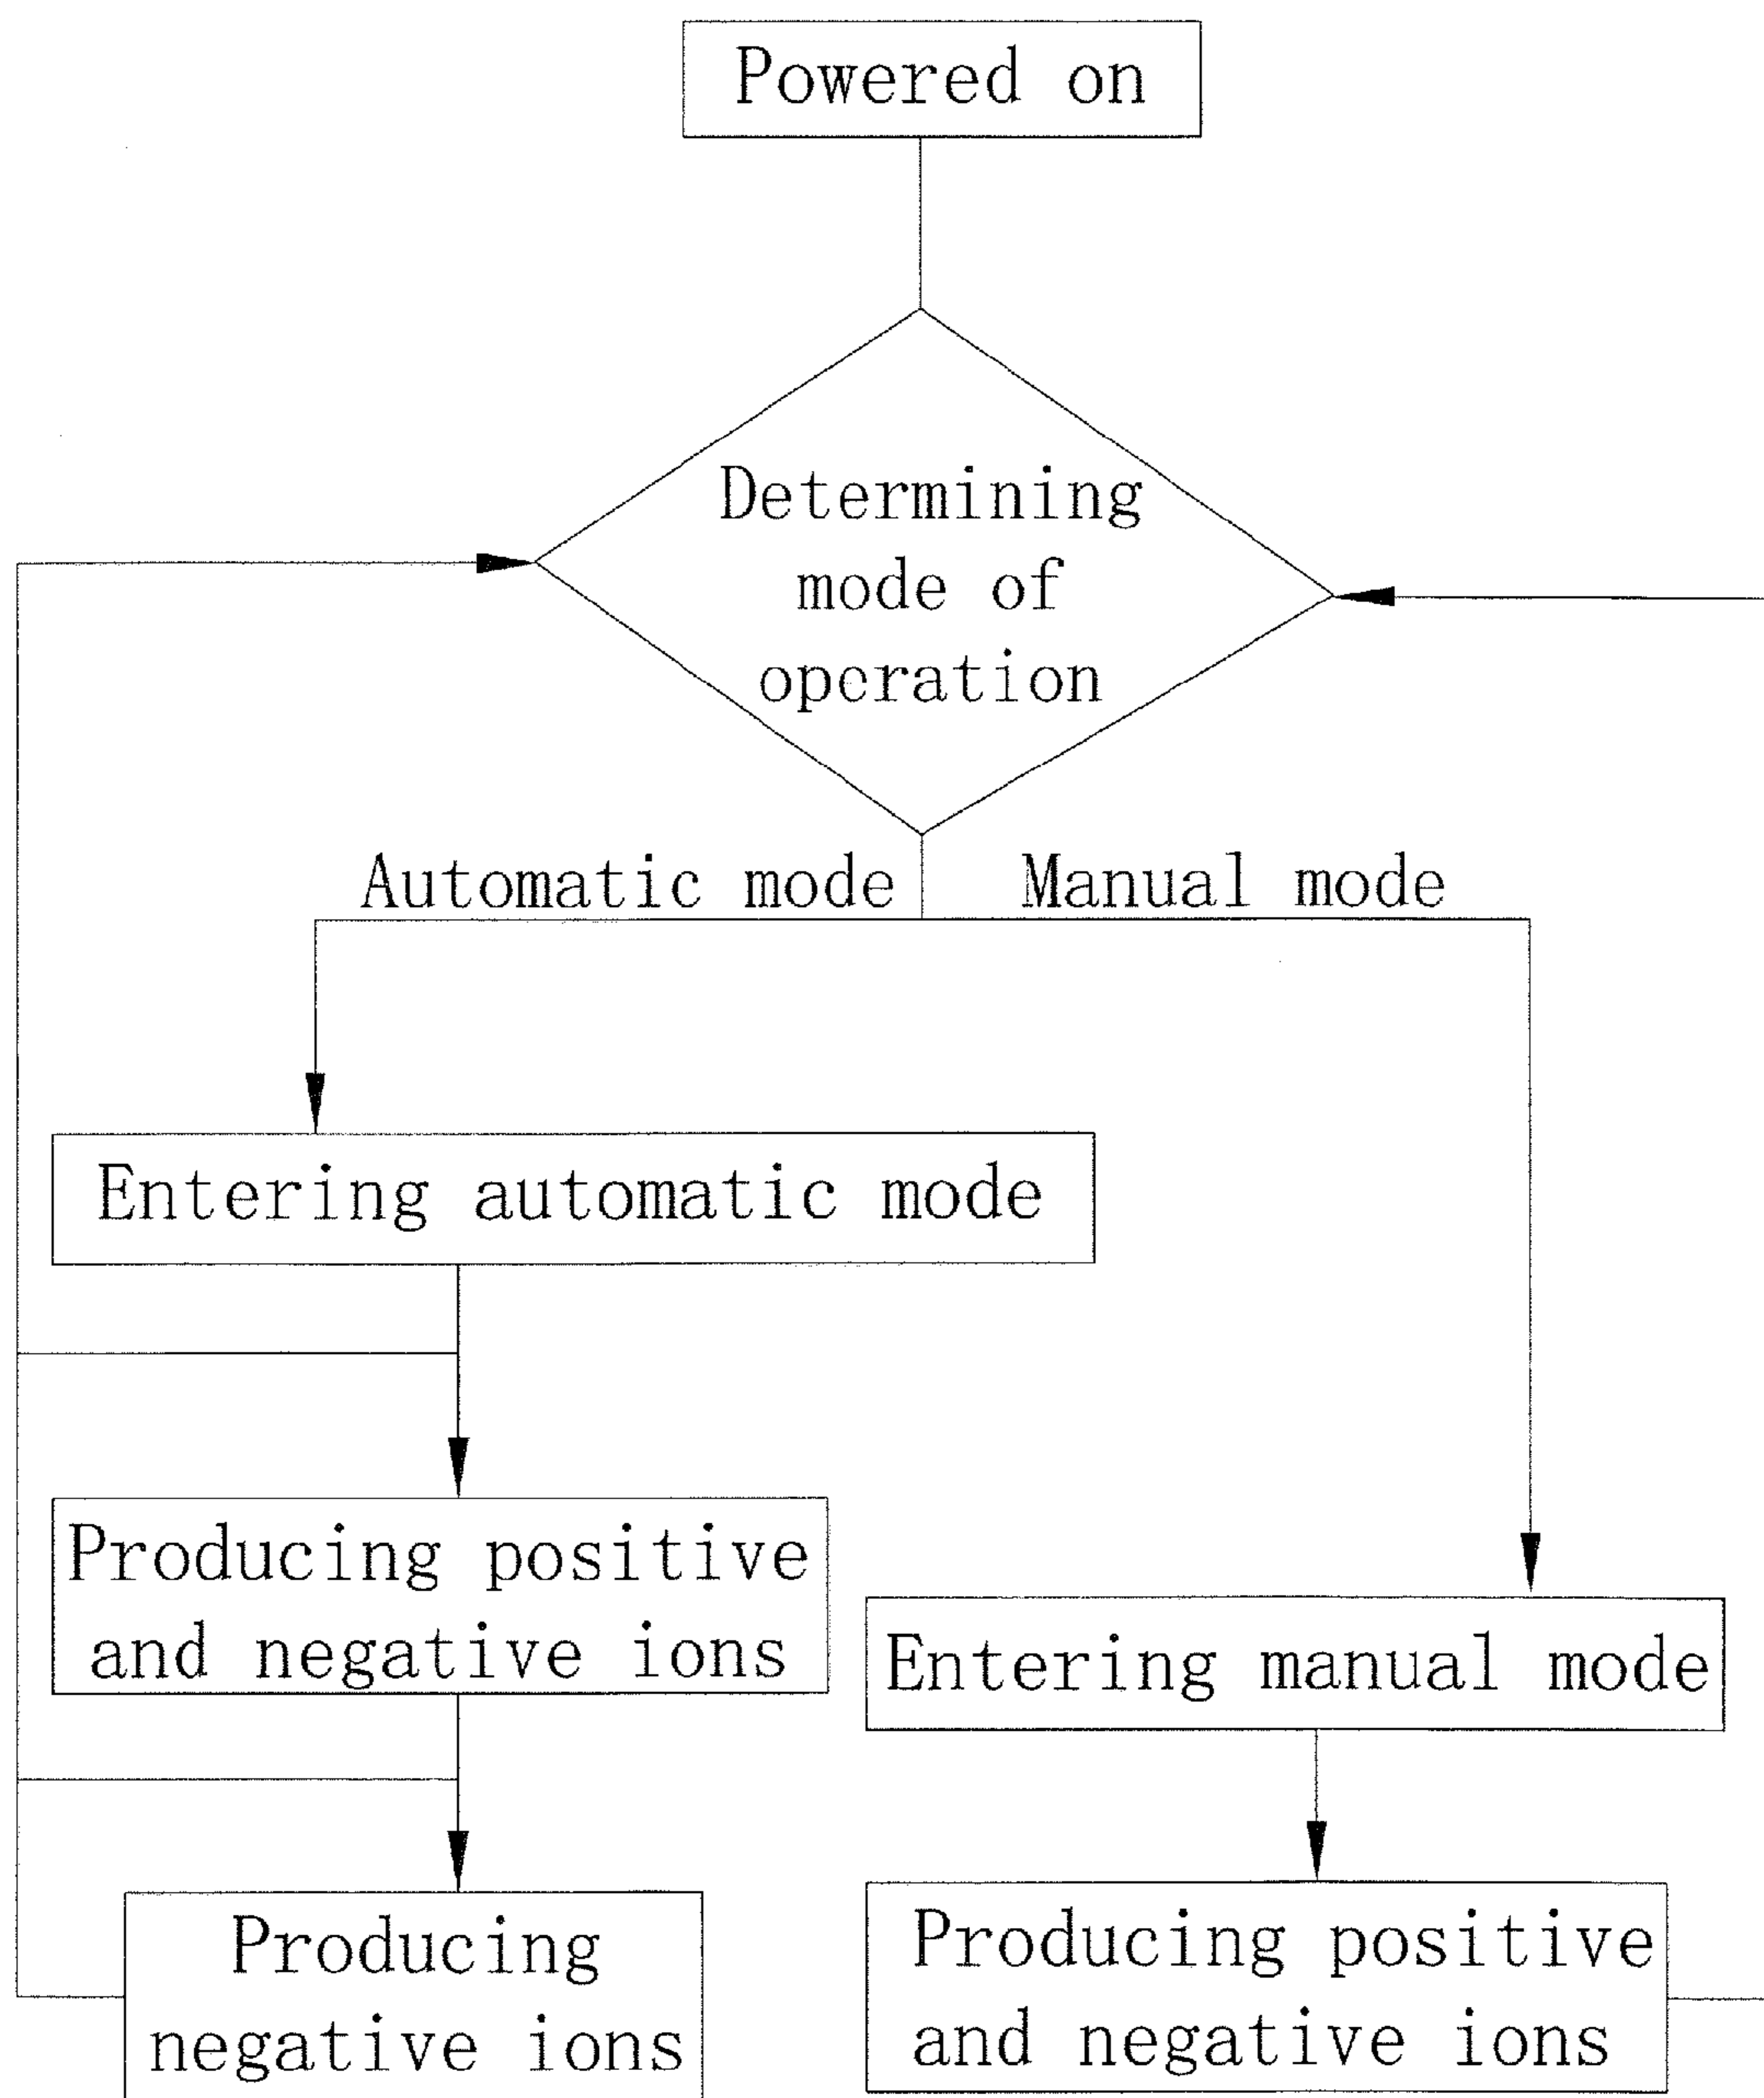 Powered on
Determining
mode of
operation
Automatic mode
Manual mode
Entering automatic mode
Producing positive
and negative ions
Entering manual mode
Producing
negative ions
Producing positive
and negative ions